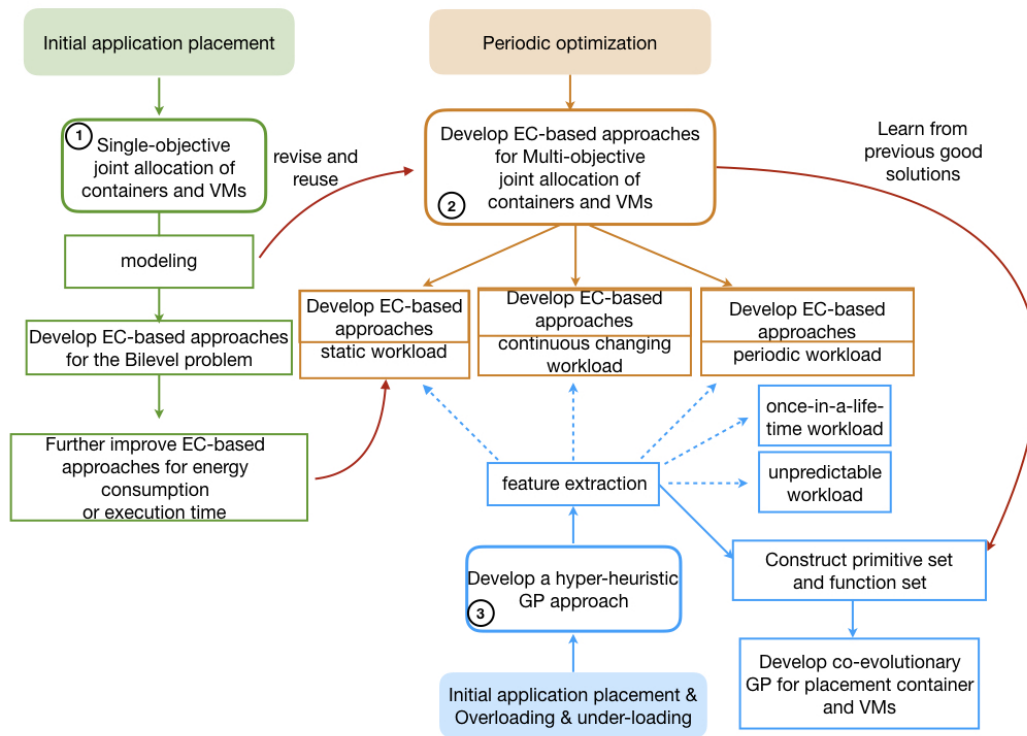 Initial application placement
Periodic optimization
1
Single-objective
joint allocation of
containers and VMs
revise and
reuse
Develop EC-based approaches
for Multi-objective
joint allocation of
containers and VMs
2
Learn from
previous good
solutions
modeling
Develop EC-based approaches
for the Bilevel problem
Further improve EC-based
approaches for energy
consumption
or execution time
Develop EC-based
approaches
static workload
Develop EC-based
approaches
continuous changing
workload
Develop EC-based
approaches
periodic workload
once-in-a-life-
time workload
unpredictable
workload
feature extraction
Develop a hyper-heuristic
GP approach
3
Construct primitive set
and function set
Initial application placement &
Overloading & under-loading
Develop co-evolutionary
GP for placement container
and VMs